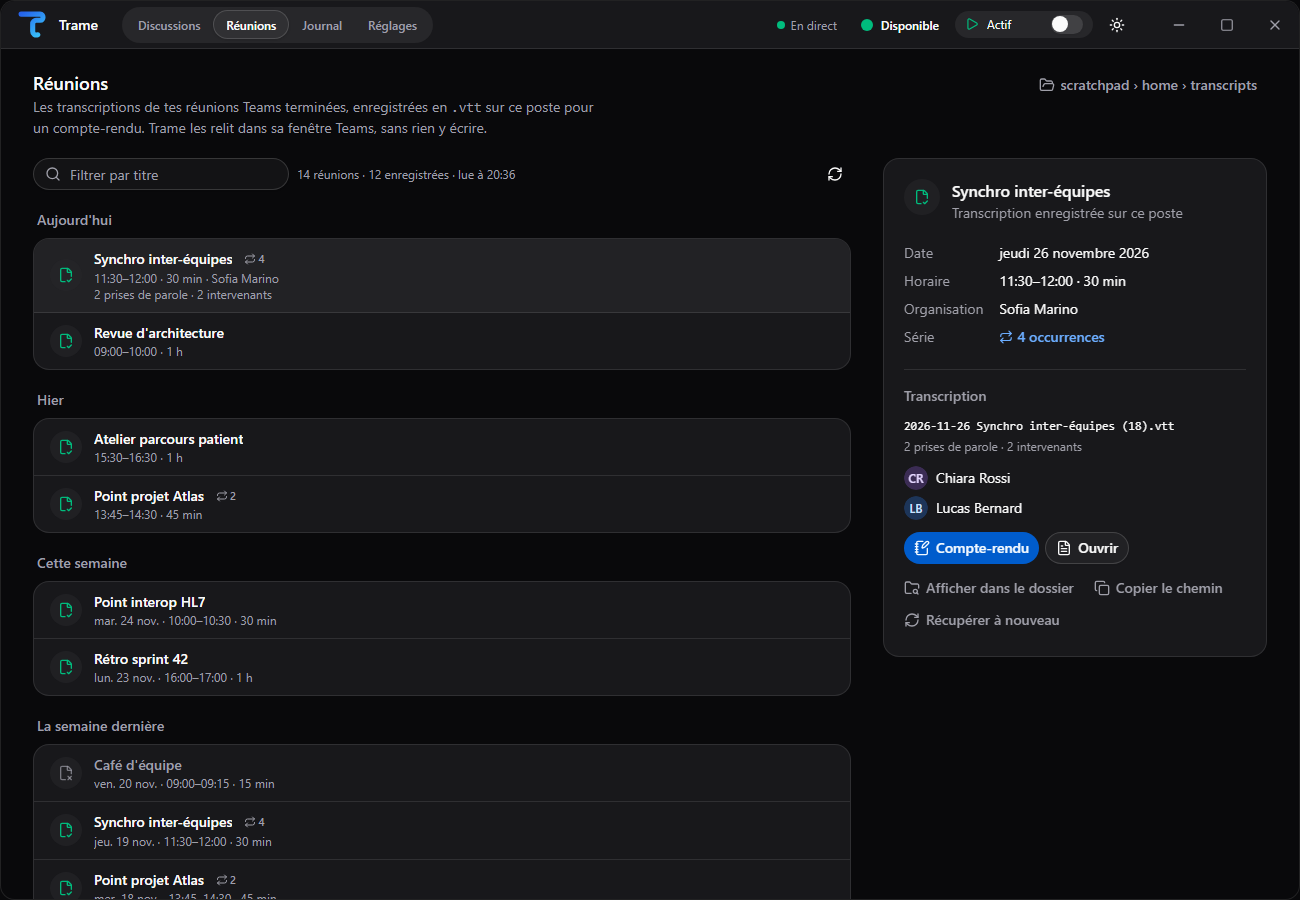 Trame
Discussions
Réunions
Journal
Réglages
En direct
Disponible
Actif
Réunions
Les transcriptions de tes réunions Teams terminées, enregistrées en .vtt sur ce poste pour
un compte-rendu. Trame les relit dans sa fenêtre Teams, sans rien y écrire.
scratchpad › home › transcripts
Filtrer par titre
14 réunions · 12 enregistrées · lue à 20:36
Aujourd'hui
Synchro inter-équipes 4
11:30–12:00 · 30 min · Sofia Marino
2 prises de parole · 2 intervenants
Revue d'architecture
09:00–10:00 · 1 h
Hier
Atelier parcours patient
15:30–16:30 · 1 h
Point projet Atlas 2
13:45–14:30 · 45 min
Cette semaine
Point interop HL7
mar. 24 nov. · 10:00–10:30 · 30 min
Rétro sprint 42
lun. 23 nov. · 16:00–17:00 · 1 h
La semaine dernière
Café d'équipe
ven. 20 nov. · 09:00–09:15 · 15 min
Synchro inter-équipes 4
jeu. 19 nov. · 11:30–12:00 · 30 min
Point projet Atlas 2
mer. 18 nov. · 13:45–14:30 · 45 min
Synchro inter-équipes
Transcription enregistrée sur ce poste
Date jeudi 26 novembre 2026
Horaire 11:30–12:00 · 30 min
Organisation Sofia Marino
Série 4 occurrences
Transcription
2026-11-26 Synchro inter-équipes (18).vtt
2 prises de parole · 2 intervenants
CR Chiara Rossi
LB Lucas Bernard
Compte-rendu
Ouvrir
Afficher dans le dossier
Copier le chemin
Récupérer à nouveau